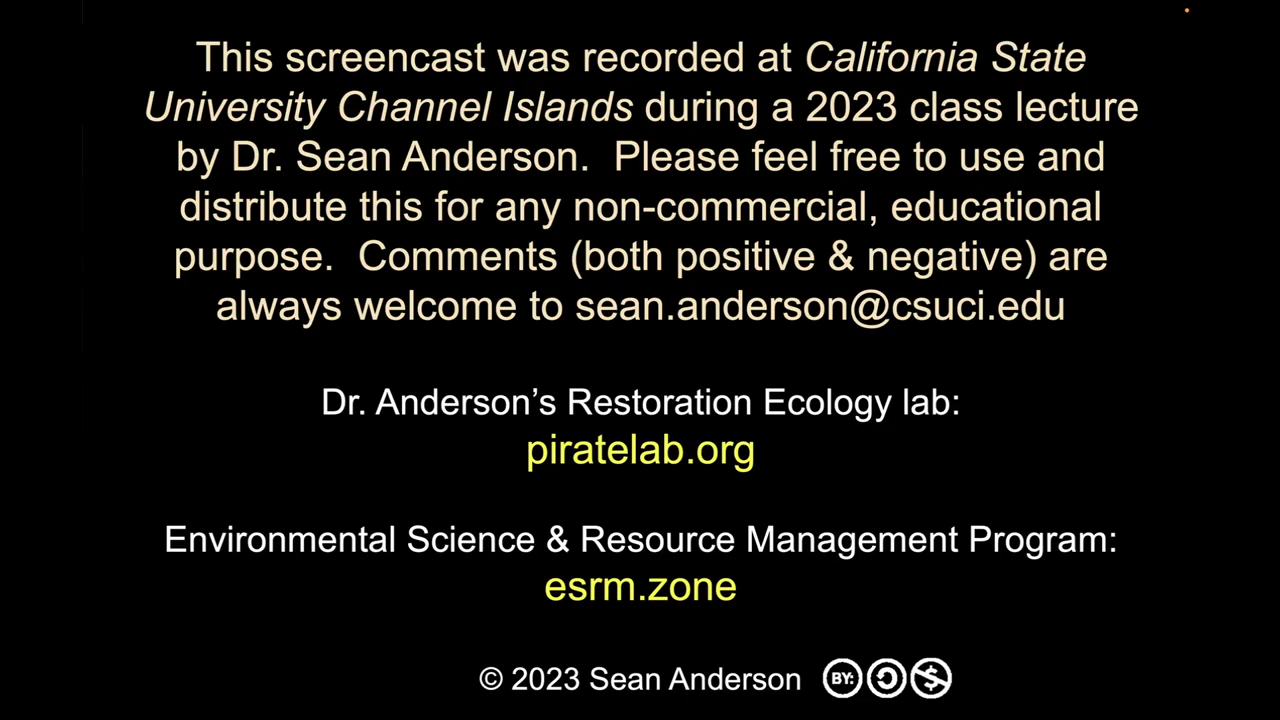 This screencast was recorded at California State
University Channel Islands during a 2023 class lecture
by Dr. Sean Anderson.  Please feel free to use and
distribute this for any non-commercial, educational
purpose.  Comments (both positive & negative) are
always welcome to sean.anderson@csuci.edu
Dr. Anderson’s Restoration Ecology lab:
piratelab.org
Environmental Science & Resource Management Program:
esrm.zone
© 2023 Sean Anderson BY: $